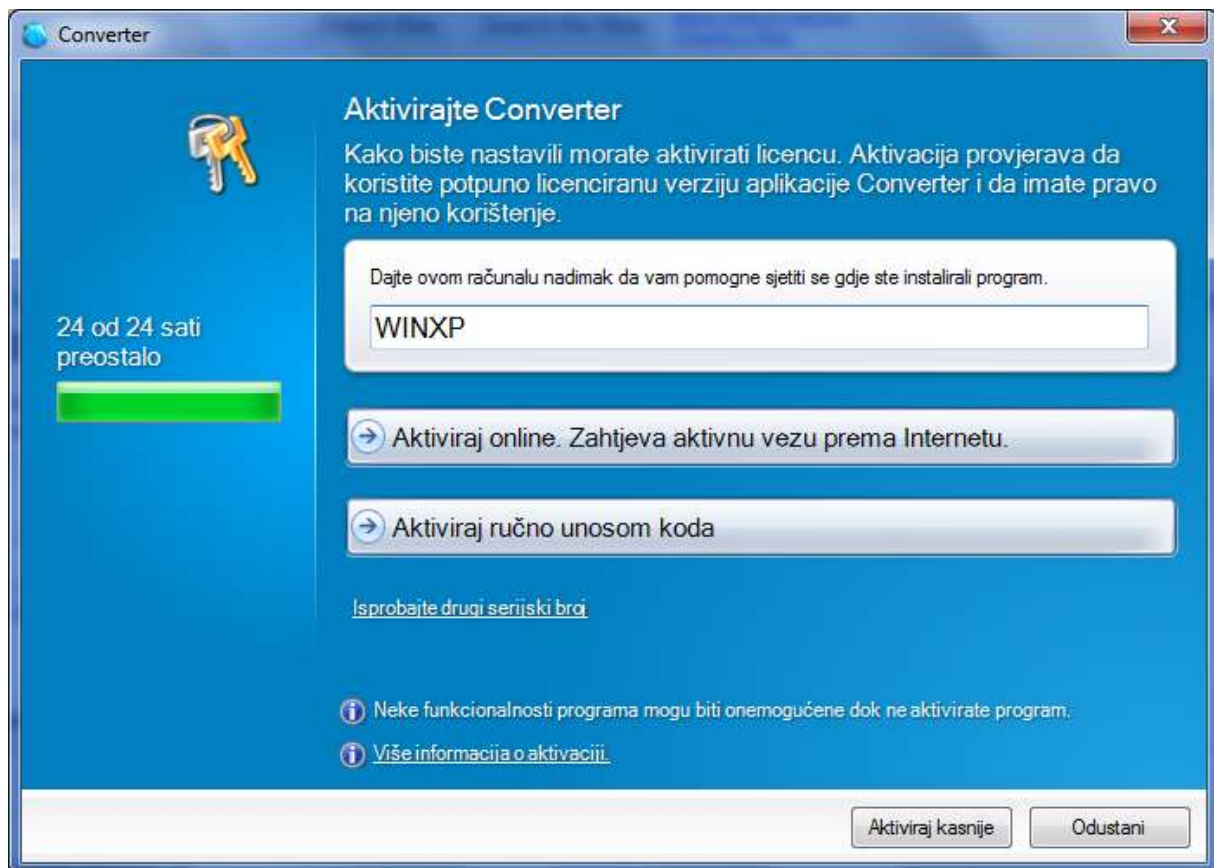 Converter
Aktivirajte Converter
Kako biste nastavili morate aktivirati licencu. Aktivacija provjerava da
koristite potpuno licenciranu verziju aplikacije Converter i da imate pravo
na njeno korištenje.
Dajte ovom računalu nadimak da vam pomogne sjetiti se gdje ste instalirali program.
WINXP
24 od 24 sati
preostalo
Aktiviraj online. Zahtjeva aktivnu vezu prema Internetu.
Aktiviraj ručno unosom koda
Isprobajte drugi serijski broj
Neke funkcionalnosti programa mogu biti onemogućene dok ne aktivirate program.
Više informacija o aktivaciji.
Aktiviraj kasnije
Odustani